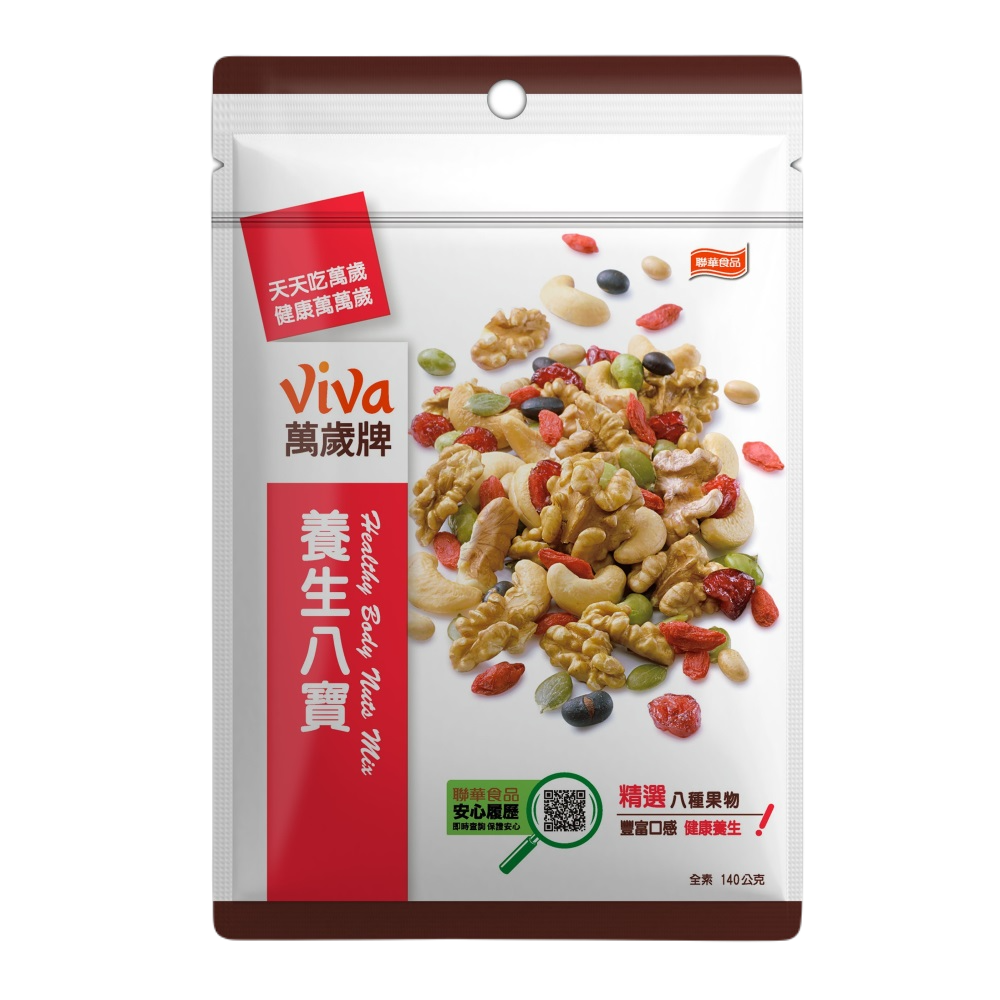 天天吃萬歲
健康萬萬歲
聯華食品
viva
萬歲牌
養生八寶
Healthy Body Nuts Mix
聯華食品
安心履歷
即時查詢 保證安心
精選 八種果物
豐富口感 健康養生!
全素 140公克